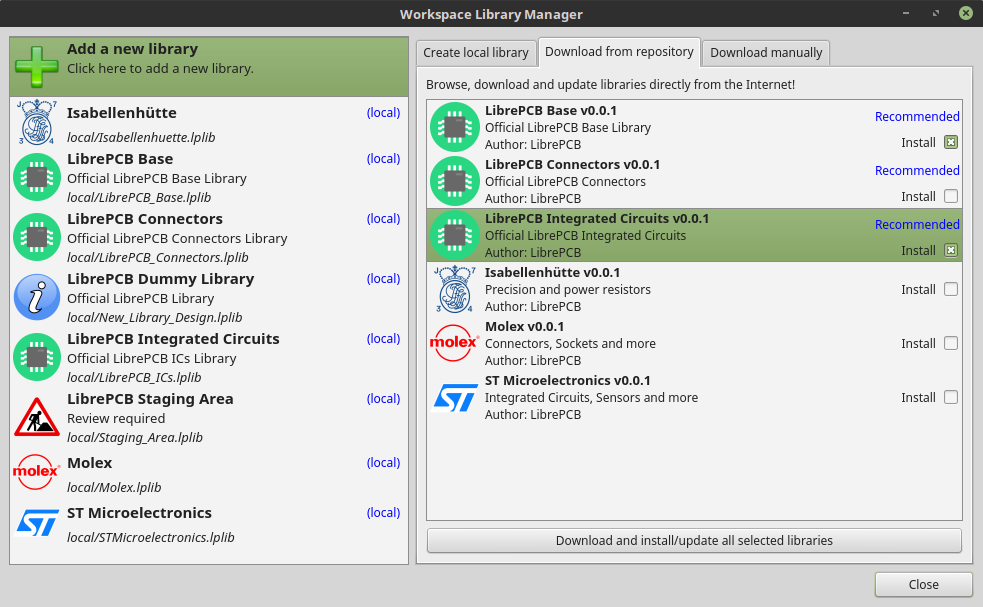 Workspace Library Manager
Add a new library
Click here to add a new library.
Isabellenhütte
(local)
local/Isabellenhuette.lplib
LibrePCB Base
(local)
Official LibrePCB Base Library
local/LibrePCB_Base.lplib
LibrePCB Connectors
(local)
Official LibrePCB Connectors Library
local/LibrePCB_Connectors.lplib
LibrePCB Dummy Library
(local)
Official LibrePCB Library
local/New_Library_Design.lplib
LibrePCB Integrated Circuits
(local)
Official LibrePCB ICs Library
local/LibrePCB_ICs.lplib
LibrePCB Staging Area
(local)
Review required
local/Staging_Area.lplib
molex
Molex
(local)
local/Molex.lplib
ST
ST Microelectronics
(local)
local/STMicroelectronics.lplib
Create local library
Download from repository
Download manually
Browse, download and update libraries directly from the Internet!
LibrePCB Base v0.0.1
Recommended
Official LibrePCB Base Library
Author: LibrePCB
Install
LibrePCB Connectors v0.0.1
Recommended
Official LibrePCB Connectors
Author: LibrePCB
Install
LibrePCB Integrated Circuits v0.0.1
Recommended
Official LibrePCB Integrated Circuits
Author: LibrePCB
Install
Isabellenhütte v0.0.1
Precision and power resistors
Install
Author: LibrePCB
molex
Molex v0.0.1
Connectors, Sockets and more
Install
Author: LibrePCB
ST
ST Microelectronics v0.0.1
Integrated Circuits, Sensors and more
Install
Author: LibrePCB
Download and install/update all selected libraries
Close